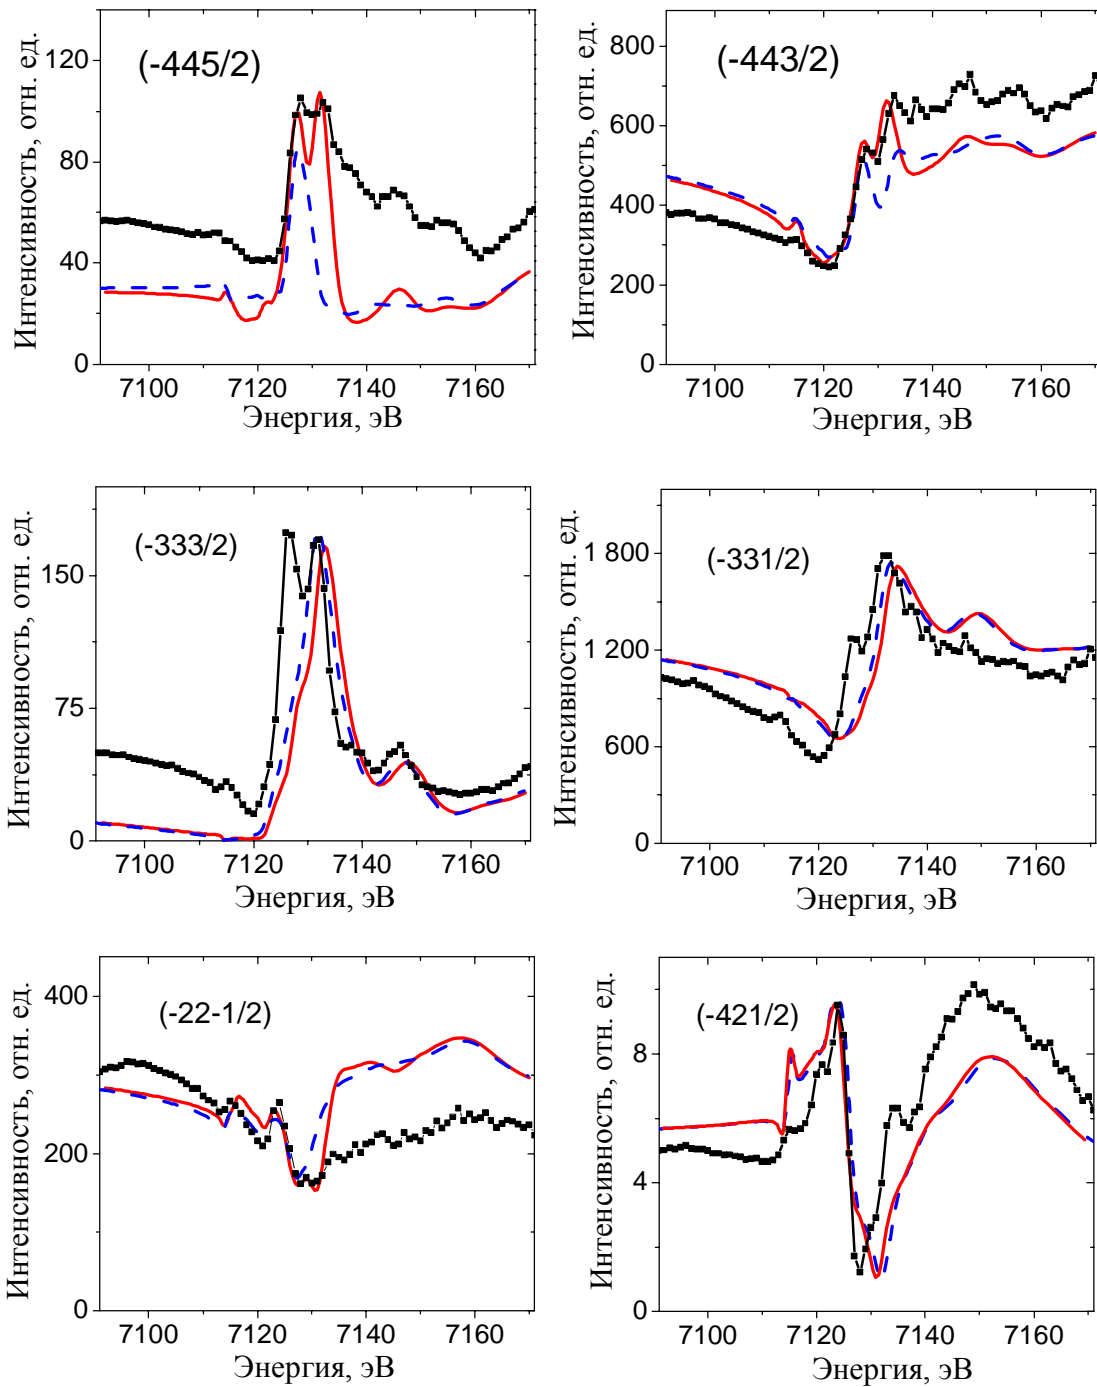 (-445/2)
Интенсивность, отн. ед.
120
80
40
0
7100 7120 7140 7160
Энергия, эВ
(-443/2)
Интенсивность, отн. ед.
800
600
400
200
0
7100 7120 7140 7160
Энергия, эВ
(-333/2)
Интенсивность, отн. ед.
150
75
0
7100 7120 7140 7160
Энергия, эВ
(-331/2)
Интенсивность, отн. ед.
1 800
1 200
600
0
7100 7120 7140 7160
Энергия, эВ
(-22-1/2)
Интенсивность, отн. ед.
400
200
0
7100 7120 7140 7160
Энергия, эВ
(-421/2)
Интенсивность, отн. ед.
8
4
0
7100 7120 7140 7160
Энергия, эВ